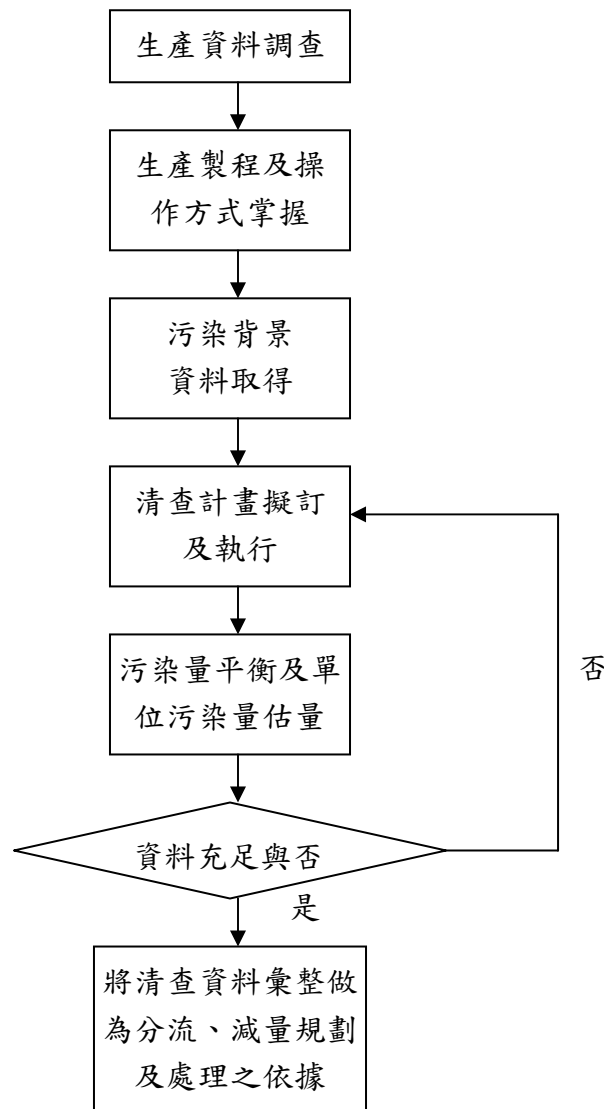 生產資料調查
生產製程及操
作方式掌握
污染背景
資料取得
清查計畫擬訂
及執行
污染量平衡及單
位污染量估量
否
資料充足與否
是
將清查資料彙整做
為分流、減量規劃
及處理之依據